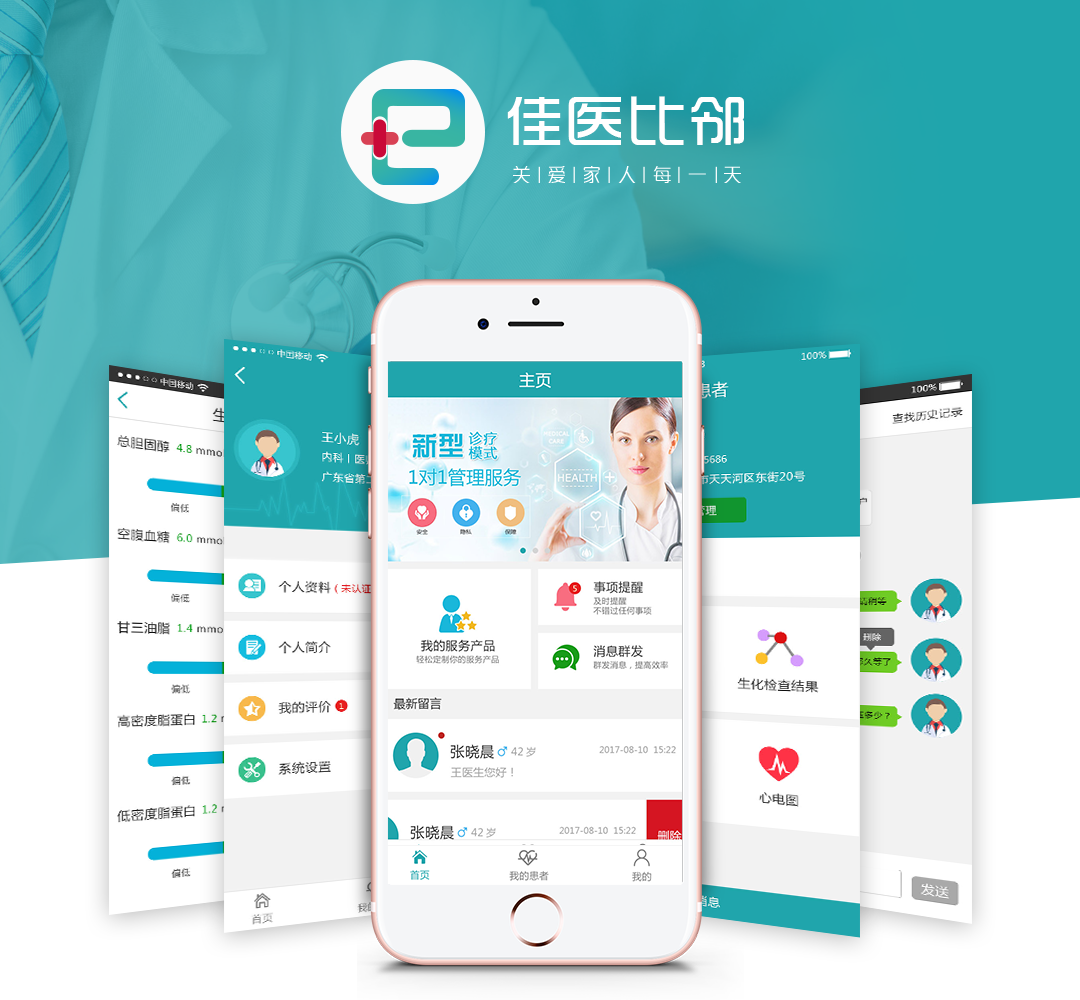 佳医比邻
关|爱|家|人|每|一|天
中国移动
总胆固醇 4.8 mmo
偏低
空腹血糖 6.0 mmo
偏低
甘三油脂 1.4 mmo
偏低
高密度脂蛋白 1.2
偏低
低密度脂蛋白 1.2
偏低
中国移动
王小虎
内科 | 医
广东省第二
个人资料 (未认证
个人简介
我的评价 1
系统设置
首页
主页
新型 诊疗模式
1对1管理服务
安全 隐私 保障
MEDICAL CARE
HEALTH
我的服务产品
轻松定制你的服务产品
事项提醒 5
及时提醒
不错过任何事项
消息群发
群发消息，提高效率
最新留言
张晓晨 ♂ 42 岁 2017-08-10 15:22
王医生您好！
张晓晨 ♂ 42 岁 2017-08-10 15:22
删除
首页 我的患者 我的
100%
患者
5686
市天天河区东街20号
管理
生化检查结果
心电图
消息
100%
查找历史记录
稍等
删除
久等了
多少？
发送